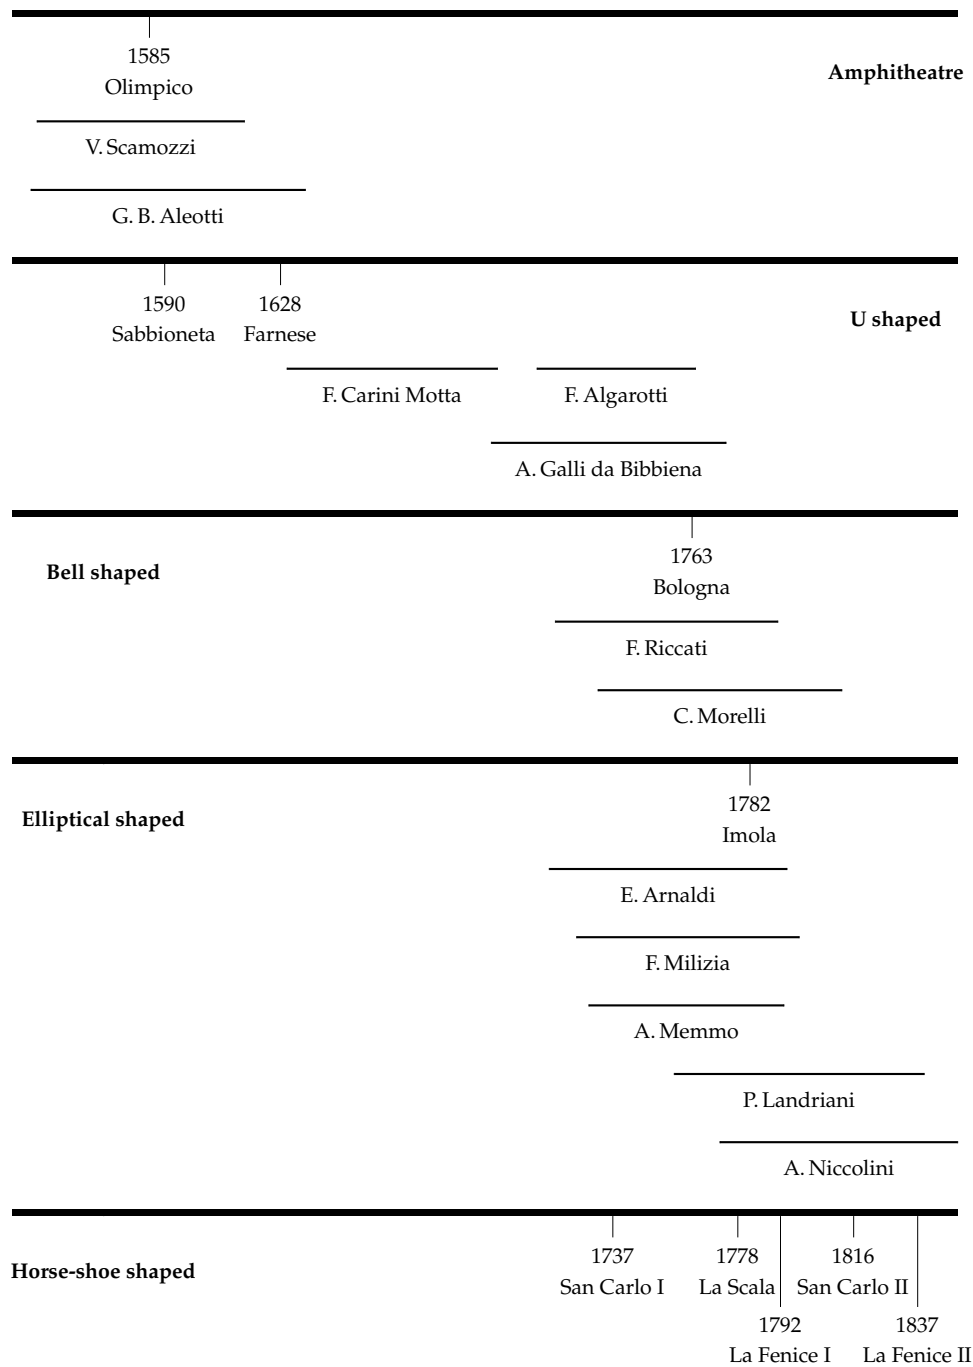 1585
Olimpico
Amphitheatre
V. Scamozzi
G. B. Aleotti
1590 1628
Sabbioneta Farnese
U shaped
F. Carini Motta F. Algarotti
A. Galli da Bibbiena
1763
Bell shaped
Bologna
F. Riccati
C. Morelli
1782
Elliptical shaped
Imola
E. Arnaldi
F. Milizia
A. Memmo
P. Landriani
A. Niccolini
1737 1778 1816
Horse-shoe shaped
San Carlo I La Scala San Carlo II
1792 1837
La Fenice I La Fenice II